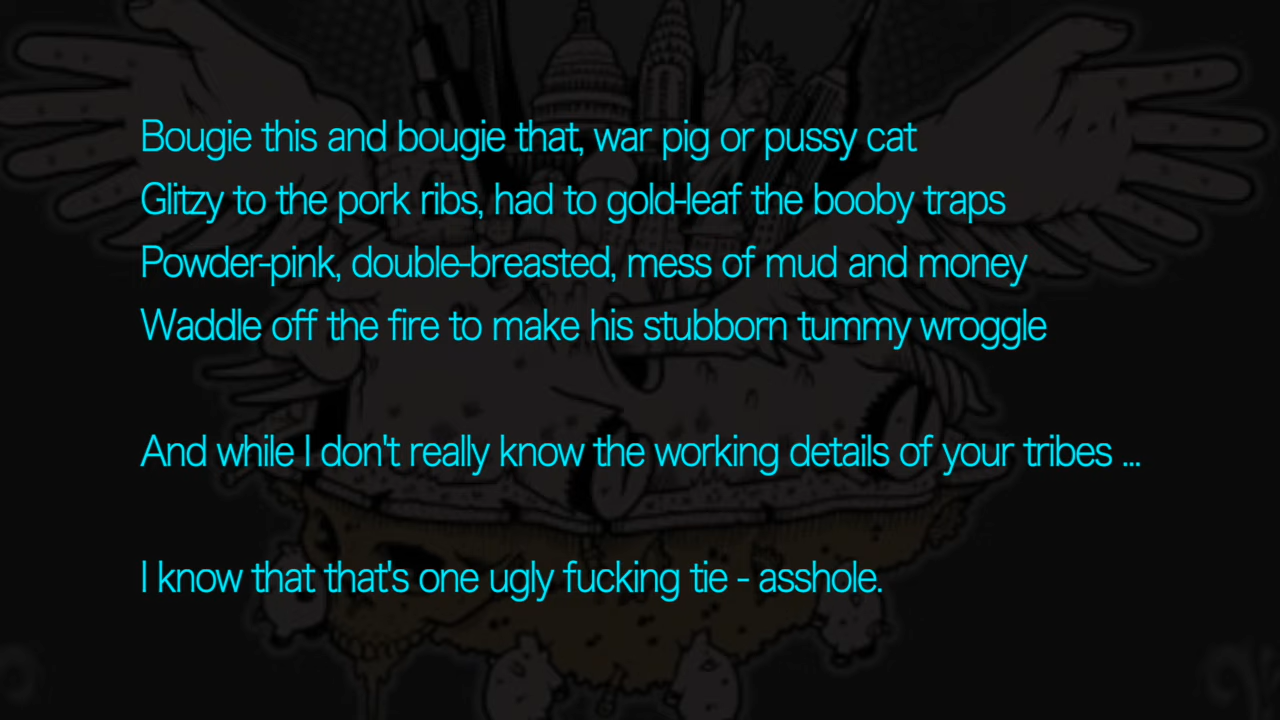 Bougie this and bougie that, war pig or pussy cat
Glitzy to the pork ribs, had to gold-leaf the booby traps
Powder-pink, double-breasted, mess of mud and money
Waddle off the fire to make his stubborn tummy wroggle
And while I don't really know the working details of your tribes ...
I know that that's one ugly fucking tie - asshole.